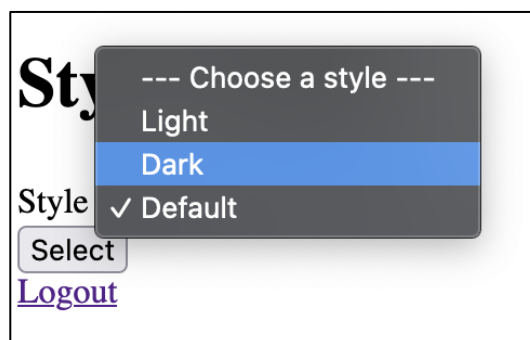 Sty
--- Choose a style ---
Light
Dark
Style
✓ Default
Select
Logout